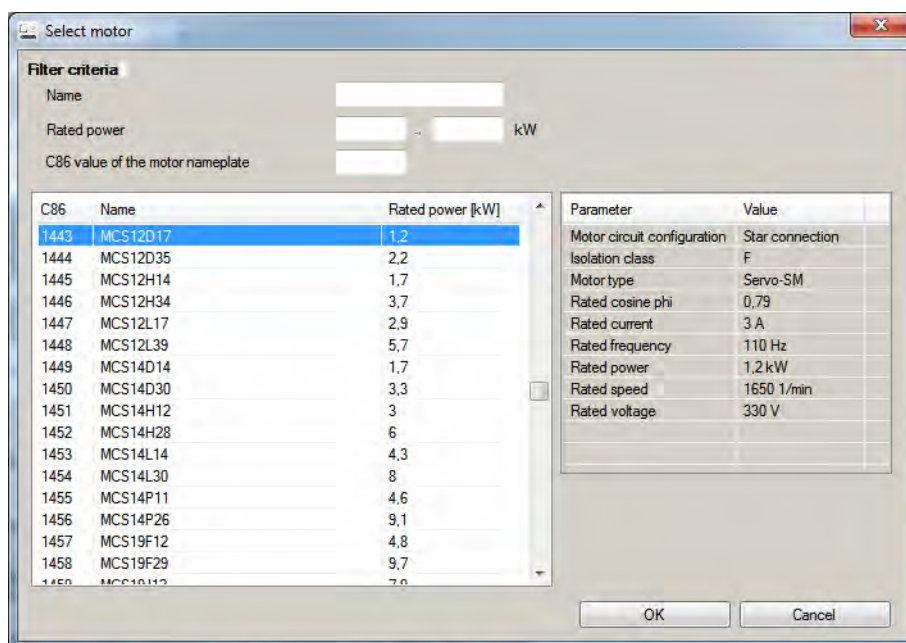 Select motor
Filter criteria
Name
Rated power - kW
C86 value of the motor nameplate
C86 Name Rated power [kW]
1443 MCS12D17 1,2
1444 MCS12D35 2,2
1445 MCS12H14 1,7
1446 MCS12H34 3,7
1447 MCS12L17 2,9
1448 MCS12L39 5,7
1449 MCS14D14 1,7
1450 MCS14D30 3,3
1451 MCS14H12 3
1452 MCS14H28 6
1453 MCS14L14 4,3
1454 MCS14L30 8
1455 MCS14P11 4,6
1456 MCS14P26 9,1
1457 MCS19F12 4,8
1458 MCS19F29 9,7
Parameter Value
Motor circuit configuration Star connection
Isolation class F
Motor type Servo-SM
Rated cosine phi 0,79
Rated current 3 A
Rated frequency 110 Hz
Rated power 1,2 kW
Rated speed 1650 1/min
Rated voltage 330 V
OK Cancel